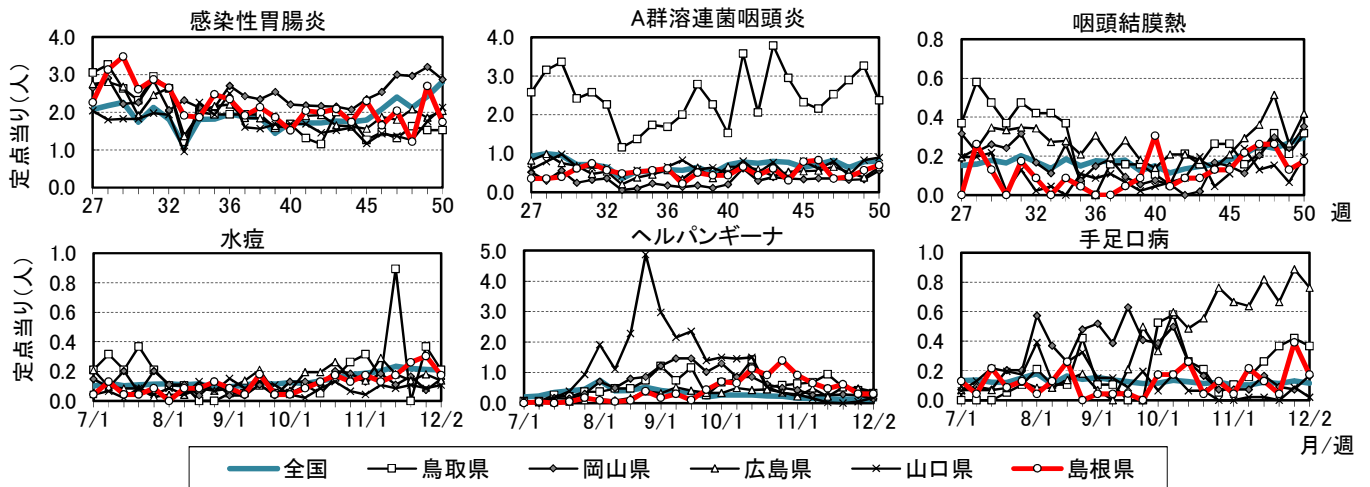 感染性胃腸炎
A群溶連菌咽頭炎
咽頭結膜熱
定点当り(人)
4.0
3.0
2.0
1.0
0.0
27 32 36 40 45 50
4.0
3.0
2.0
1.0
0.0
27 32 36 40 45 50
0.8
0.6
0.4
0.2
0.0
27 32 36 40 45 50 週
水痘
ヘルパンギーナ
手足口病
定点当り(人)
1.0
0.8
0.6
0.4
0.2
0.0
7/1 8/1 9/1 10/1 11/1 12/2
5.0
4.0
3.0
2.0
1.0
0.0
7/1 8/1 9/1 10/1 11/1 12/2
1.0
0.8
0.6
0.4
0.2
0.0
7/1 8/1 9/1 10/1 11/1 12/2
月/週
全国 鳥取県 岡山県 広島県 山口県 島根県